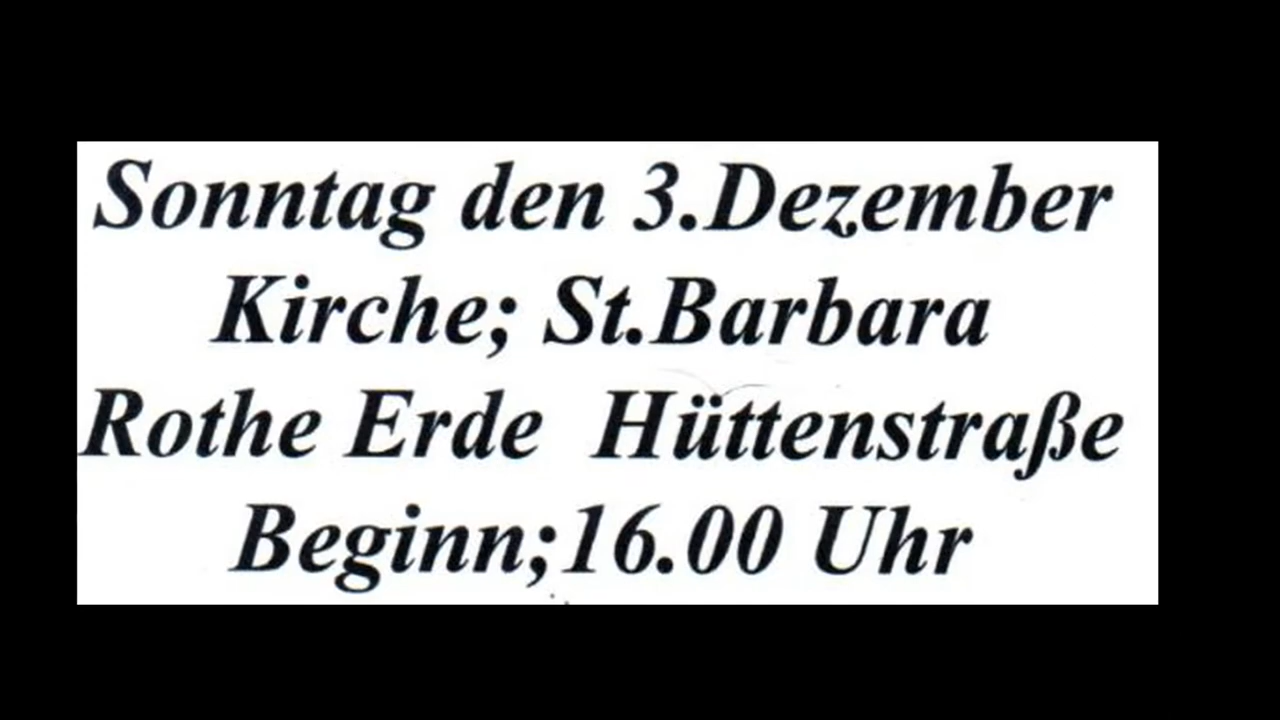 Sonntag den 3.Dezember
Kirche; St.Barbara
Rothe Erde Hüttenstraße
Beginn;16.00 Uhr